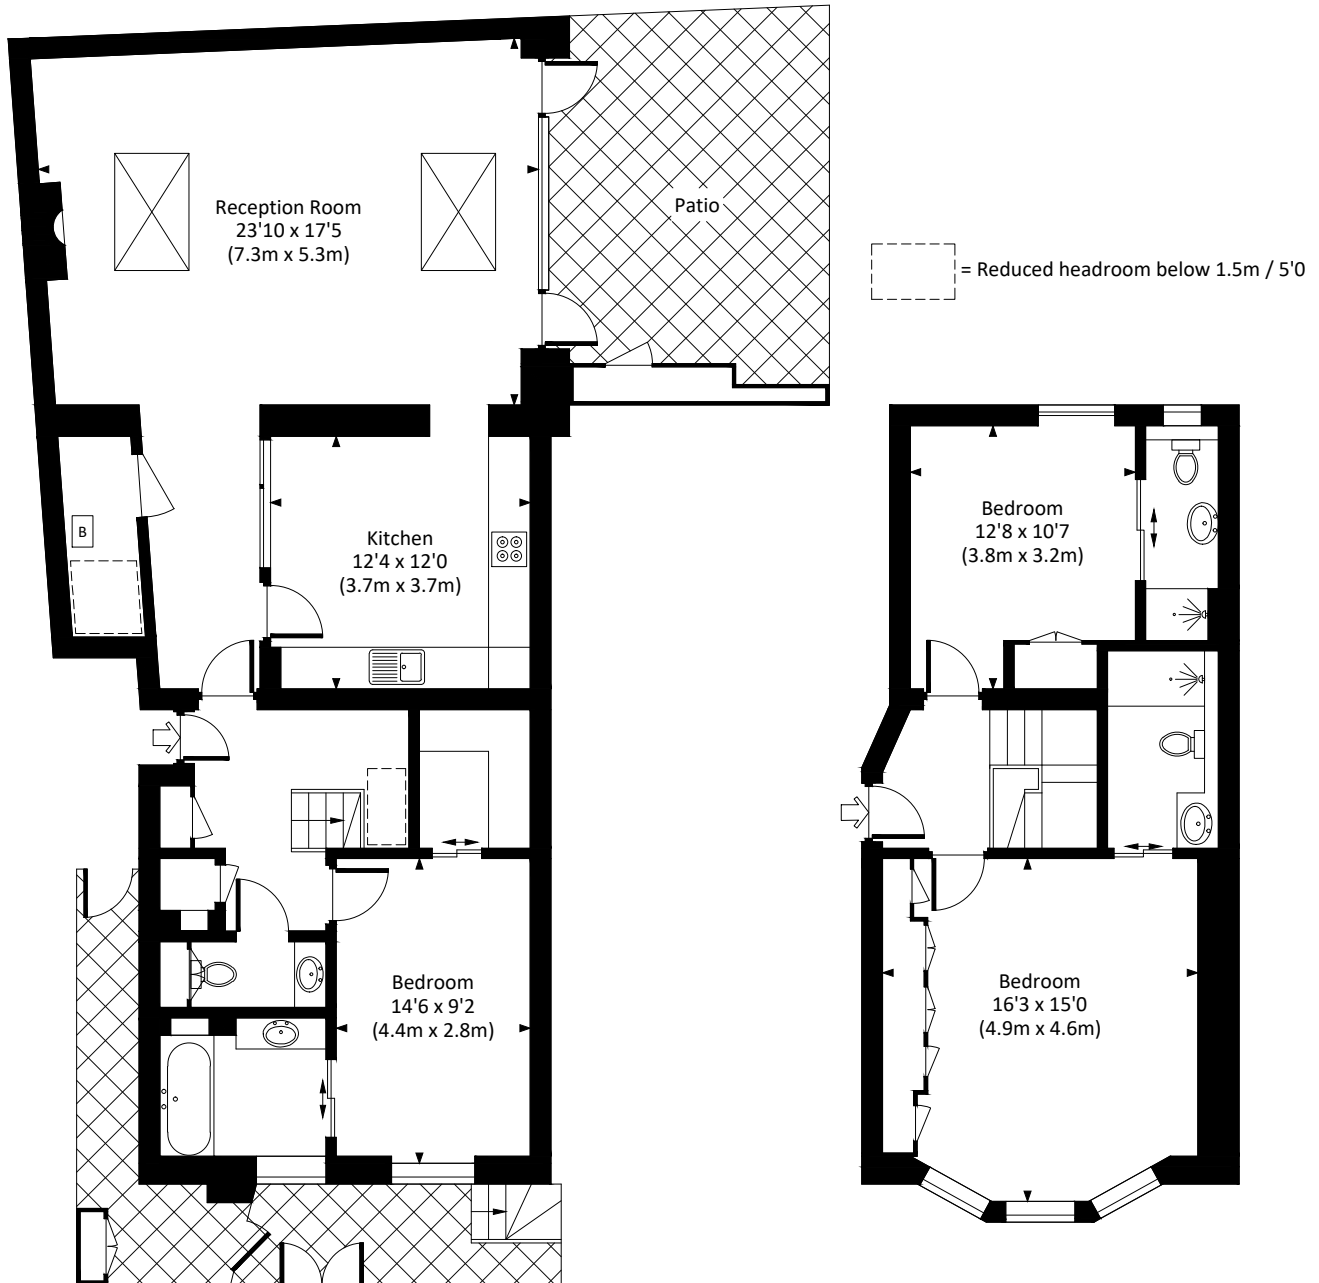 Reception Room
23'10 x 17'5
(7.3m x 5.3m)
Patio
= Reduced headroom below 1.5m / 5'0
B
Kitchen
12'4 x 12'0
(3.7m x 3.7m)
Bedroom
12'8 x 10'7
(3.8m x 3.2m)
Bedroom
14'6 x 9'2
(4.4m x 2.8m)
Bedroom
16'3 x 15'0
(4.9m x 4.6m)